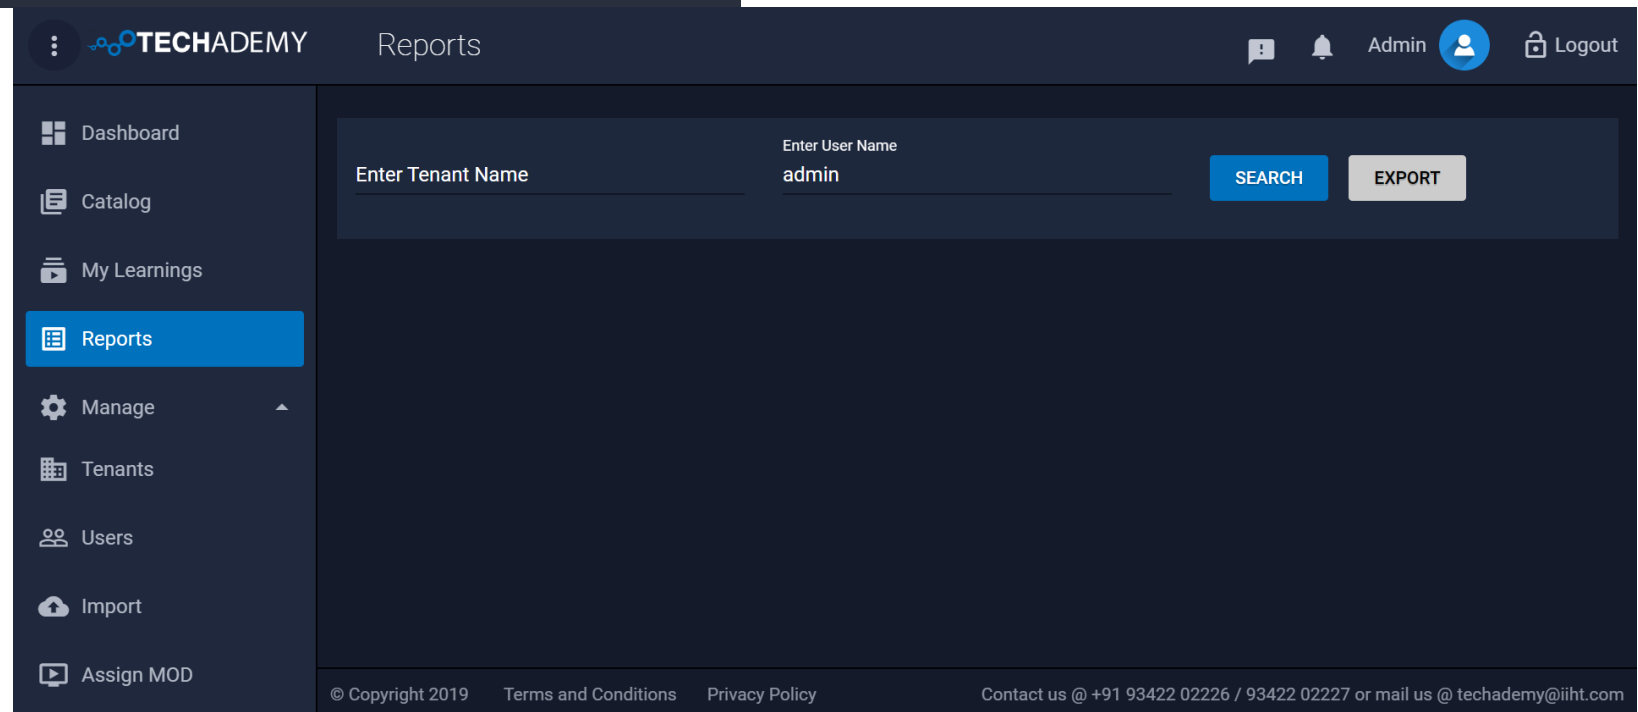 TECHADEMY
Reports
Admin
Logout
Dashboard
Catalog
My Learnings
Reports
Manage
Tenants
Users
Import
Assign MOD
Enter Tenant Name
Enter User Name
admin
SEARCH
EXPORT
© Copyright 2019 Terms and Conditions Privacy Policy Contact us @ +91 93422 02226 / 93422 02227 or mail us @ techademy@iiht.com